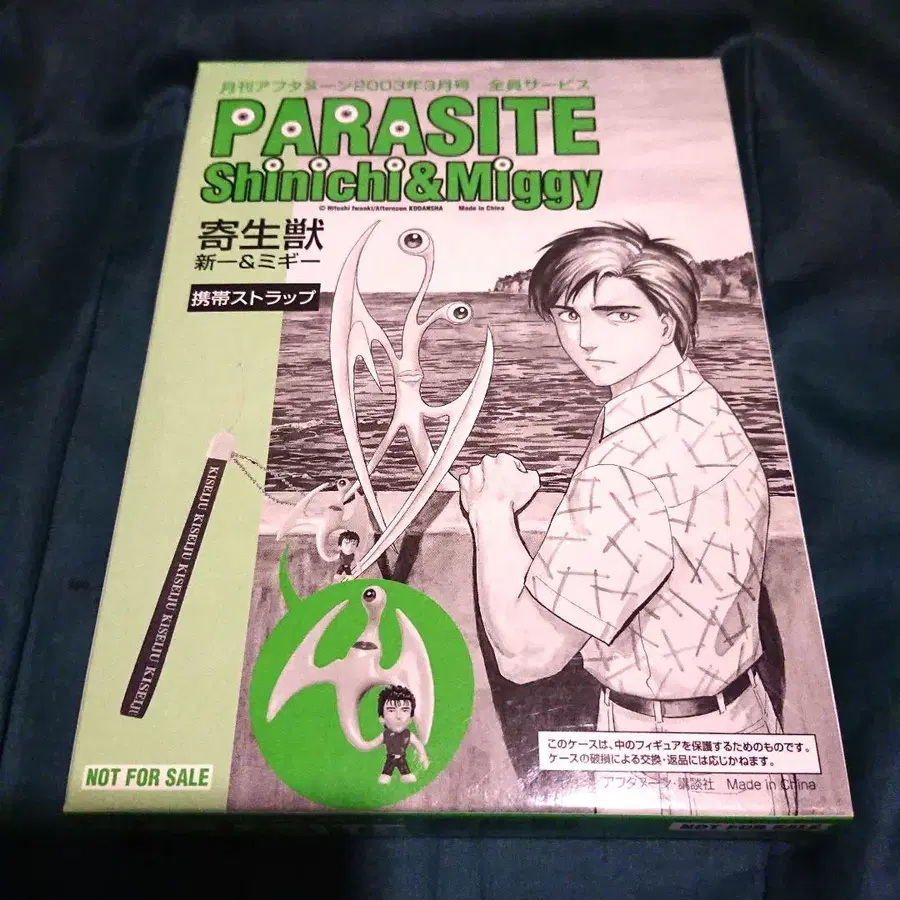 月刊アフタヌーン2003年3月号 全員サービス
PARASITE
Shinichi&Miggy
© Hitoshi Iwaaki/Afternoon KODANSHA Made in China
寄生獣
新一&ミギー
携帯ストラップ
KISEIJU KISEIJU KISEIJU KISEIJU KISEIJU
NOT FOR SALE
このケースは、中のフィギュアを保護するためのものです。
ケースの破損による交換・返品には応じかねます。
アフタヌーン・講談社 Made in China
NOT FOR SALE